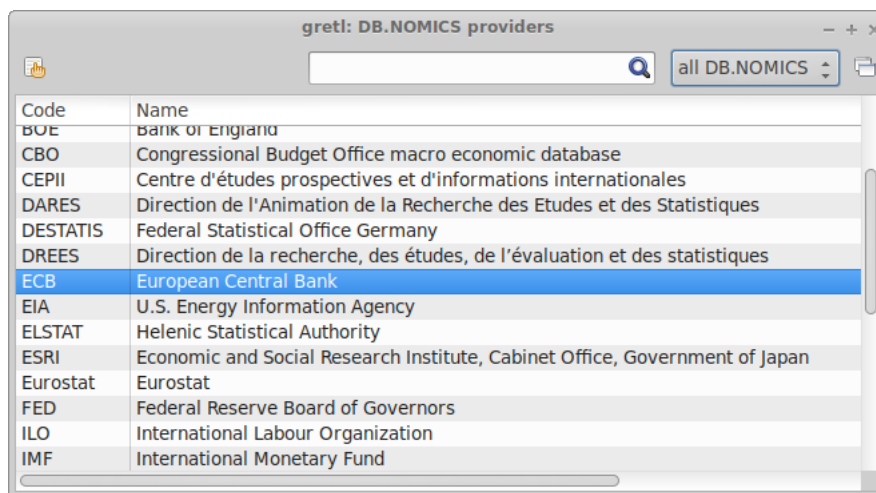 gretl: DB.NOMICS providers
all DB.NOMICS
Code Name
BOE Bank of England
CBO Congressional Budget Office macro economic database
CEPII Centre d'études prospectives et d'informations internationales
DARES Direction de l'Animation de la Recherche des Etudes et des Statistiques
DESTATIS Federal Statistical Office Germany
DREES Direction de la recherche, des études, de l’évaluation et des statistiques
ECB European Central Bank
EIA U.S. Energy Information Agency
ELSTAT Helenic Statistical Authority
ESRI Economic and Social Research Institute, Cabinet Office, Government of Japan
Eurostat Eurostat
FED Federal Reserve Board of Governors
ILO International Labour Organization
IMF International Monetary Fund